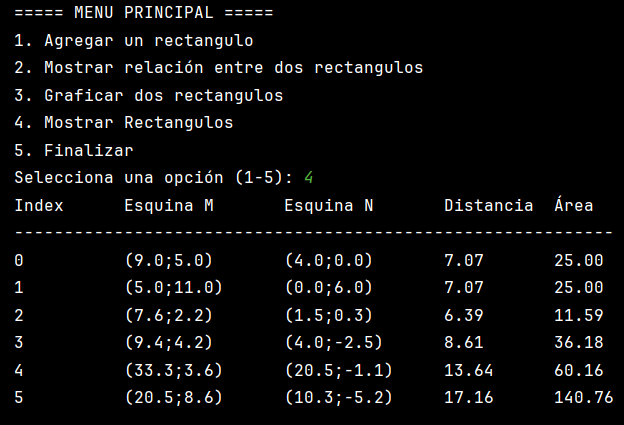 ===== MENU PRINCIPAL =====
1. Agregar un rectangulo
2. Mostrar relación entre dos rectangulos
3. Graficar dos rectangulos
4. Mostrar Rectangulos
5. Finalizar
Selecciona una opción (1-5): 4
Index      Esquina M       Esquina N       Distancia  Área
------------------------------------------------------------
0          (9.0;5.0)       (4.0;0.0)       7.07       25.00
1          (5.0;11.0)      (0.0;6.0)       7.07       25.00
2          (7.6;2.2)       (1.5;0.3)       6.39       11.59
3          (9.4;4.2)       (4.0;-2.5)      8.61       36.18
4          (33.3;3.6)      (20.5;-1.1)     13.64      60.16
5          (20.5;8.6)      (10.3;-5.2)     17.16      140.76